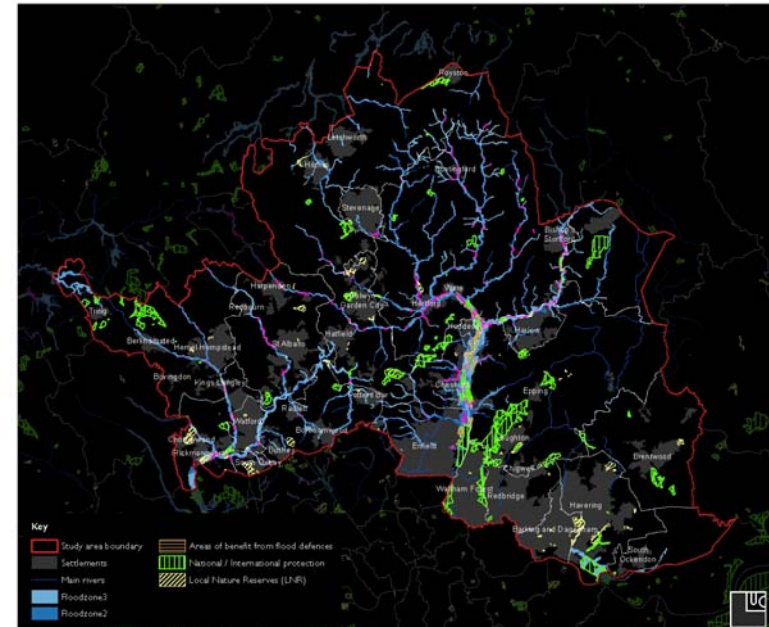 Royston
Letchworth
Hitchin
Buntingford
Stevenage
Bishop's
Stortford
Harpenden
Welwyn
Garden City
Ware
Hertford
Tring
Redbourn
Hatfield
Hoddesdon
Harlow
Berkhamsted
Hemel Hempstead
St Albans
Bovingdon
Kings Langley
Potters Bar
Epping
Radlett
Watford
Borehamwood
Enfield
Loughton
Chorleywood
Rickmansworth
Bushey
Chigwell
Brentwood
Waltham Forest
Redbridge
Havering
Barking and Dagenham
South
Ockendon
Key
Study area boundary
Settlements
Main rivers
Floodzone3
Floodzone2
Areas of benefit from flood defences
National / International protection
Local Nature Reserves (LNR)